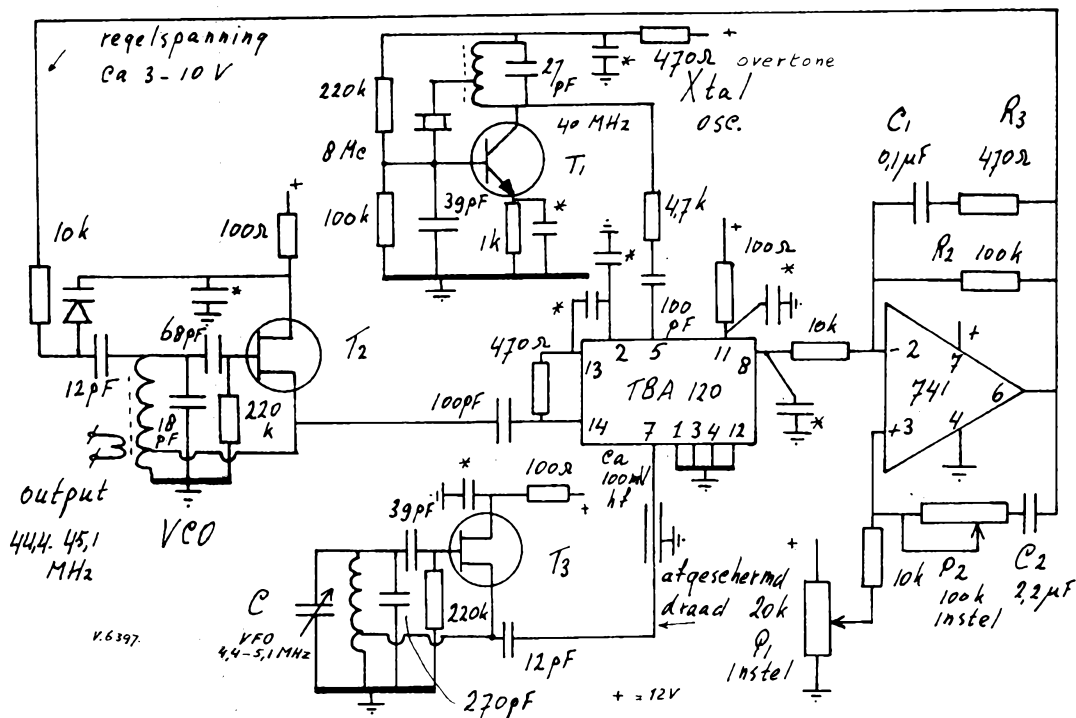 regelspanning
ca 3-10 V
+
470Ω
overtone
*
27
pF
Xtal
osc.
220k
40 MHz
8 Mc
T1
C1
0,1µF
R3
470Ω
100k
39pF
1k
*
4,7k
+
100Ω
*
R2
100k
10k
100Ω
+
*
*
*
68pF
T2
12pF
18
pF
220
k
470Ω
100pF
100
pF
10k
13
2
5
11
8
TBA 120
14
7
1
3
4
12
*
-2
7
+
741
6
+3
4
output
44,4-45,1
MHz
VCO
ca
100mV
hf
*
100Ω
+
39pF
T3
220k
C
VFO
4,4-5,1 MHz
12pF
270pF
afgeschermd
draad
+
20k
P1
instel
10k
P2
100k
instel
C2
2,2µF
V.6397.
+ = 12V